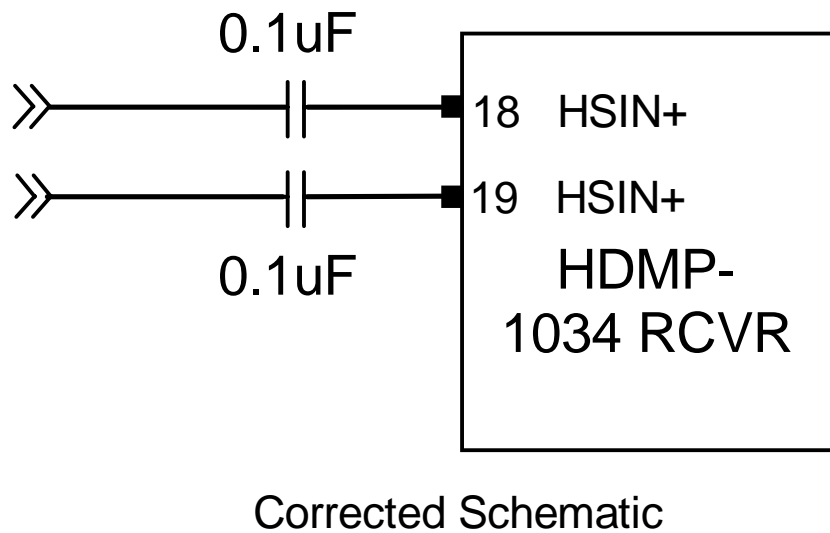 0.1uF
18 HSIN+
19 HSIN+
0.1uF
HDMP-
1034 RCVR
Corrected Schematic